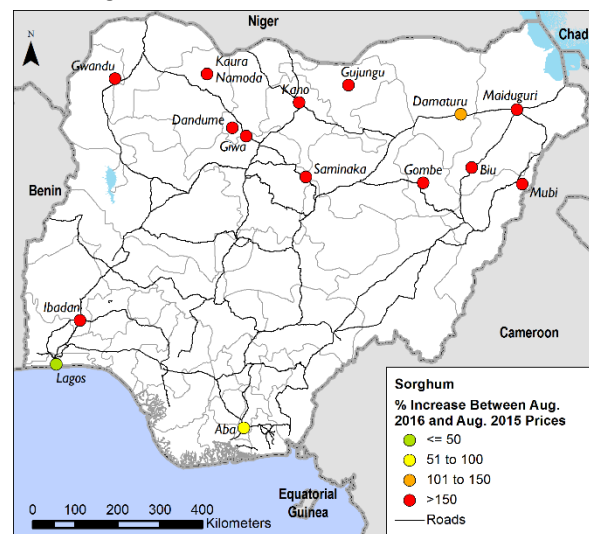 Niger
Chad
N
Gwandu
Kaura
Namoda
Gujungu
Kano
Damaturu
Maiduguri
Dandume
Giwa
Saminaka
Gombe
Biu
Mubi
Benin
Ibadan
Lagos
Cameroon
Aba
Equatorial
Guinea
Sorghum
% Increase Between Aug.
2016 and Aug. 2015 Prices
<= 50
51 to 100
101 to 150
>150
Roads
0 50 100 200 300 400
Kilometers